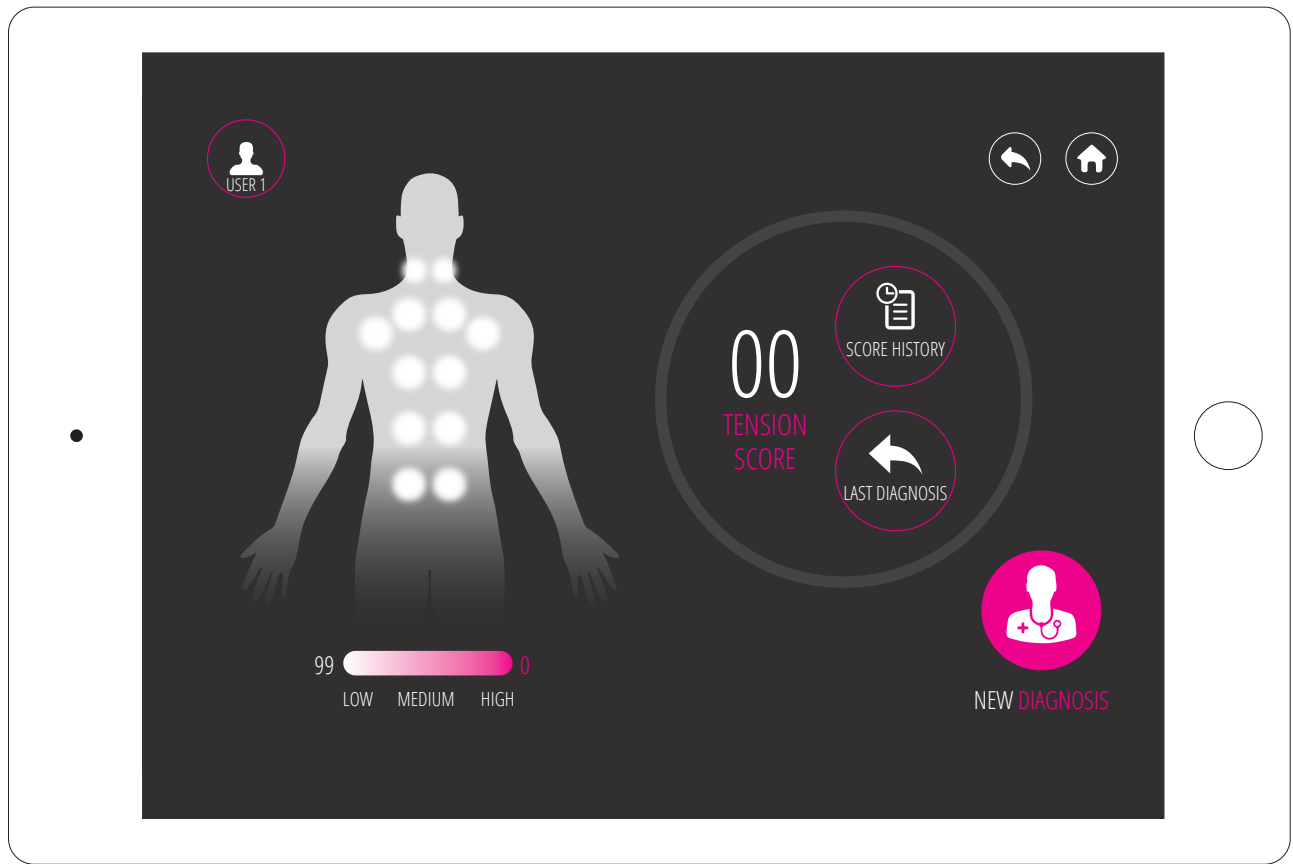 USER 1
00
TENSION
SCORE
SCORE HISTORY
LAST DIAGNOSIS
99
0
LOW MEDIUM HIGH
NEW DIAGNOSIS